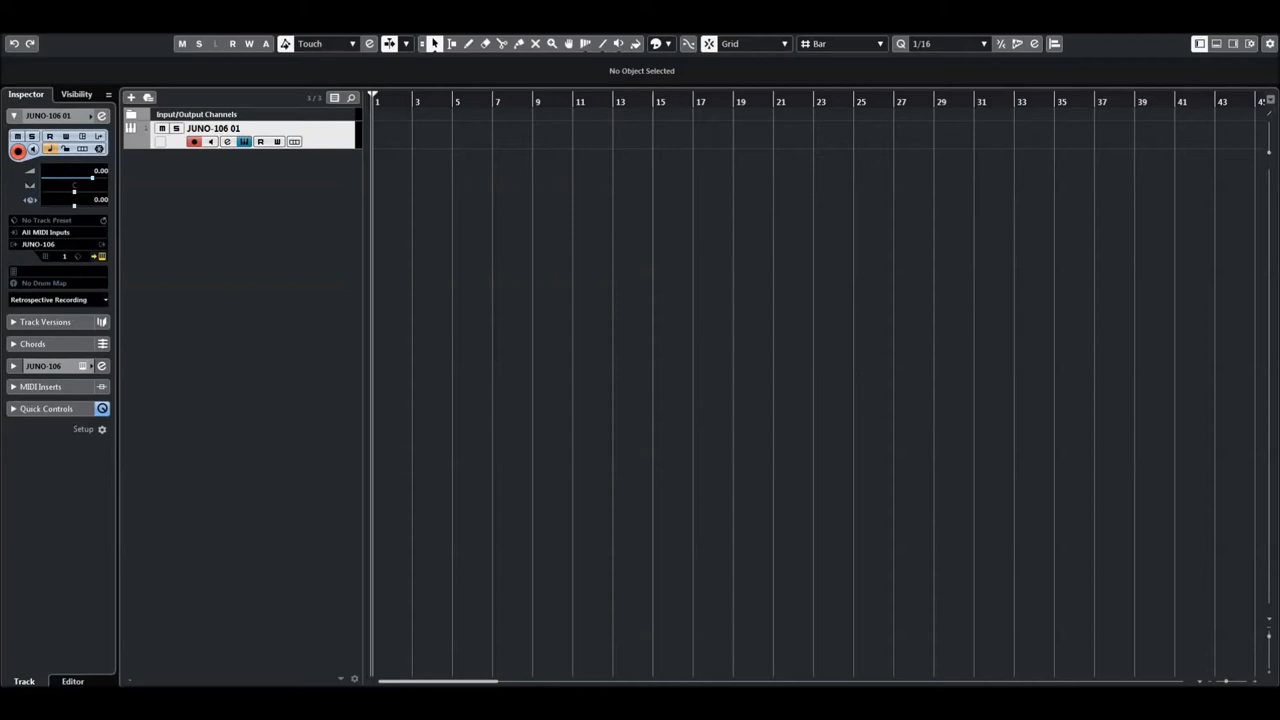 M S L R W A Touch Grid Bar Q 1/16
No Object Selected
Inspector Visibility
3 / 3
1 3 5 7 9 11 13 15 17 19 21 23 25 27 29 31 33 35 37 39 41 43
JUNO-106 01
Input/Output Channels
1 M S JUNO-106 01
M S R W
R W
0.00
C
0.00
No Track Preset
All MIDI Inputs
JUNO-106
1
No Drum Map
Retrospective Recording
Track Versions
Chords
JUNO-106
MIDI Inserts
Quick Controls
Setup
Track Editor